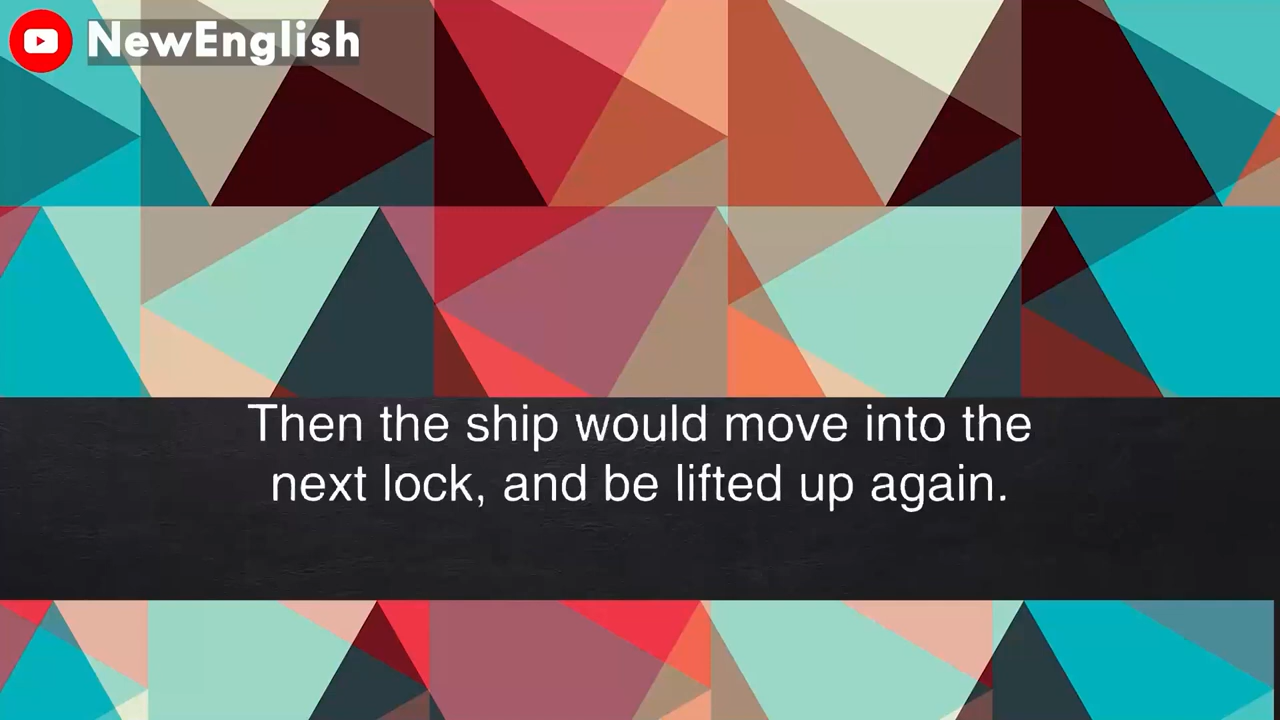 NewEnglish
Then the ship would move into the
next lock, and be lifted up again.